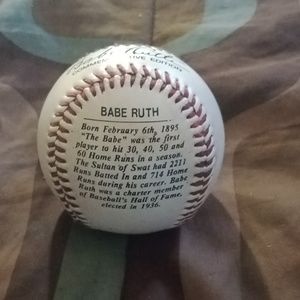 COMMEMORATIVE EDITION
BABE RUTH
Born February 6th, 1895
"The Babe" was the first
player to hit 30, 40, 50 and
60 Home Runs in a season.
The Sultan of Swat had 2211
Runs Batted In and 714 Home
Runs during his career. Babe
Ruth was a charter member
of Baseball's Hall of Fame,
elected in 1936.